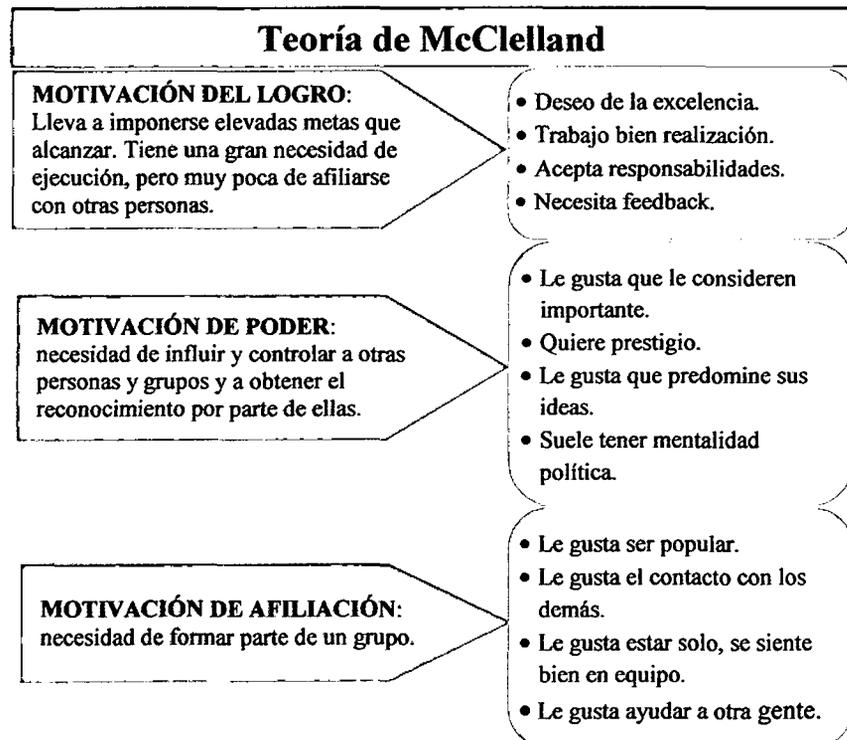 Teoría de McClelland
MOTIVACIÓN DEL LOGRO:
Lleva a imponerse elevadas metas que
alcanzar. Tiene una gran necesidad de
ejecución, pero muy poca de afiliarse
con otras personas.
• Deseo de la excelencia.
• Trabajo bien realización.
• Acepta responsabilidades.
• Necesita feedback.
MOTIVACIÓN DE PODER:
necesidad de influir y controlar a otras
personas y grupos y a obtener el
reconocimiento por parte de ellas.
• Le gusta que le consideren
importante.
• Quiere prestigio.
• Le gusta que predomine sus
ideas.
• Suele tener mentalidad
política.
MOTIVACIÓN DE AFILIACIÓN:
necesidad de formar parte de un grupo.
• Le gusta ser popular.
• Le gusta el contacto con los
demás.
• Le gusta estar solo, se siente
bien en equipo.
• Le gusta ayudar a otra gente.